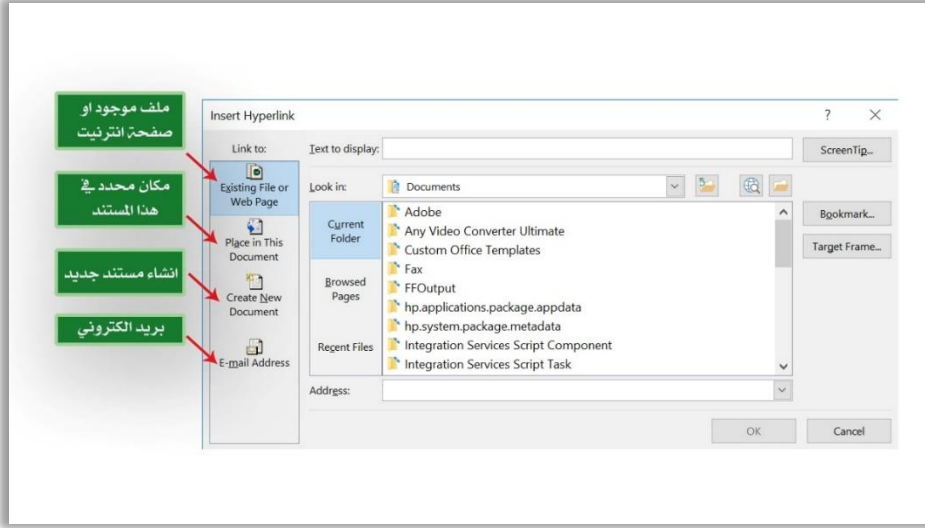 ملف موجود او
صفحة انترنيت
مكان محدد في
هذا المستند
انشاء مستند جديد
بريد الكتروني
Insert Hyperlink
?
Link to:
Existing File or
Web Page
Place in This
Document
Create New
Document
E-mail Address
Text to display:
ScreenTip...
Look in:
Documents
Current
Folder
Browsed
Pages
Recent Files
Adobe
Any Video Converter Ultimate
Custom Office Templates
Fax
FFOutput
hp.applications.package.appdata
hp.system.package.metadata
Integration Services Script Component
Integration Services Script Task
Bookmark...
Target Frame...
Address:
OK
Cancel